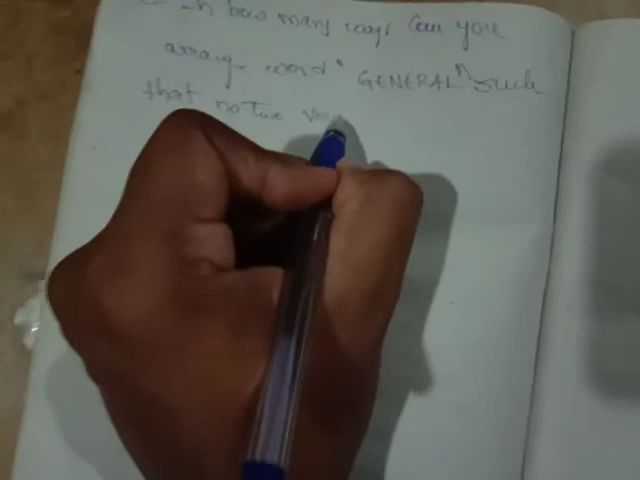 In how many ways Can you
arrange word "GENERAL" such
that no two